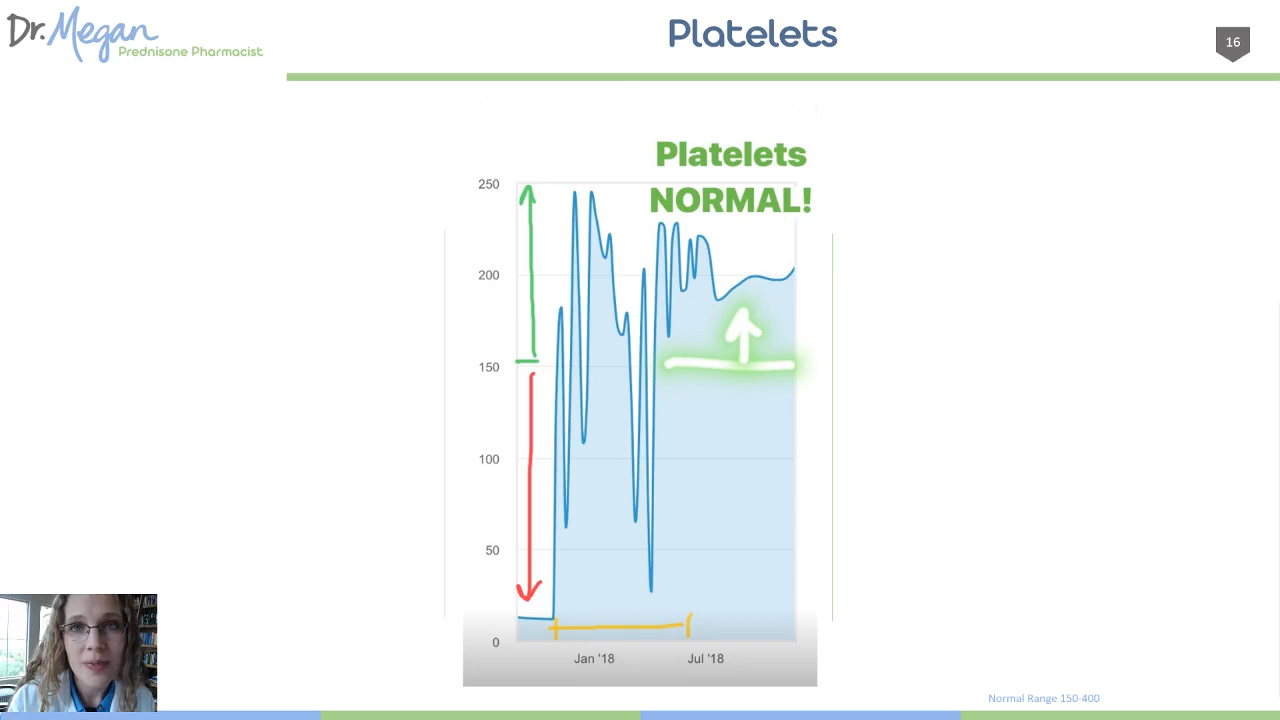 Dr. Megan
Prednisone Pharmacist
Platelets
16
Platelets
NORMAL!
250
200
150
100
50
0
Jan '18
Jul '18
Normal Range 150-400